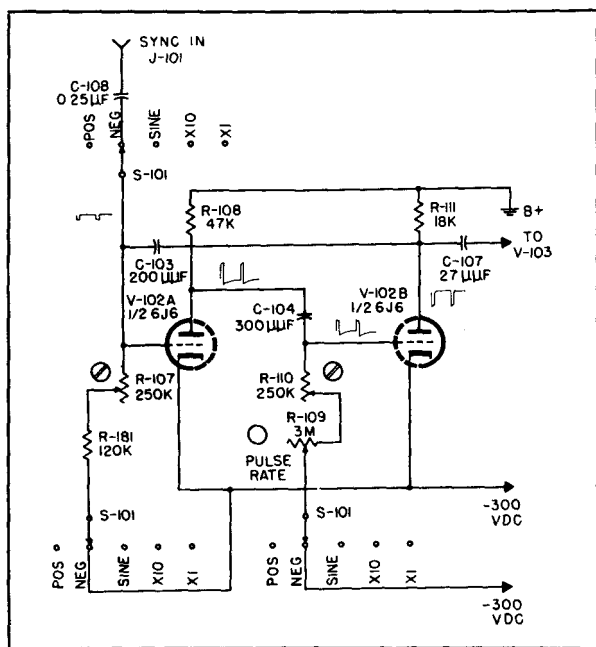 SYNC IN
J-101
C-108
0.25µµF
POS
NEG
SINE
X10
X1
S-101
R-108
47K
R-111
18K
B+
TO
V-103
C-103
200µµF
C-107
27µµF
V-102A
1/2 6J6
C-104
300µµF
V-102B
1/2 6J6
R-107
250K
R-110
250K
R-109
3M
PULSE
RATE
R-181
120K
S-101
S-101
-300
VDC
POS
NEG
SINE
X10
X1
POS
NEG
SINE
X10
X1
-300
VDC